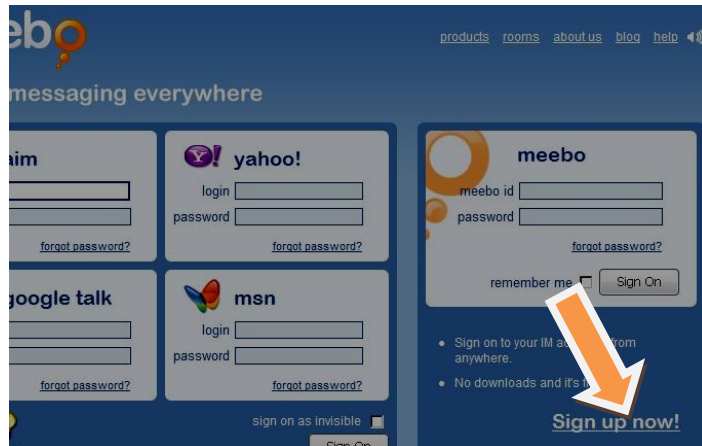 products rooms about us blog help
messaging everywhere
aim
forgot password?
yahoo!
login
password
forgot password?
google talk
forgot password?
msn
login
password
forgot password?
sign on as invisible
Sign On
meebo
meebo id
password
forgot password?
remember me
Sign On
• Sign on to your IM from
anywhere.
• No downloads and it's
Sign up now!